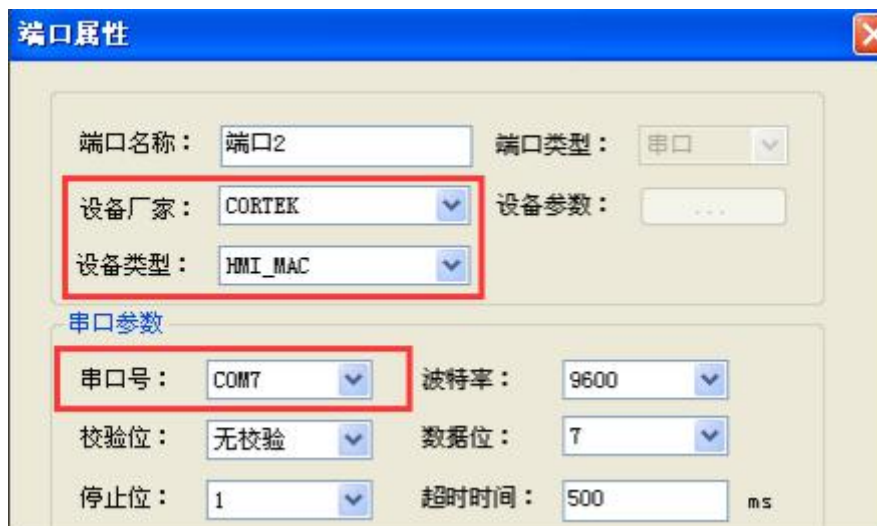 端口属性
端口名称： 端口2 端口类型： 串口
设备厂家： CORTEK 设备参数： ...
设备类型： HMI_MAC
串口参数
串口号： COM7 波特率： 9600
校验位： 无校验 数据位： 7
停止位： 1 超时时间： 500 ms